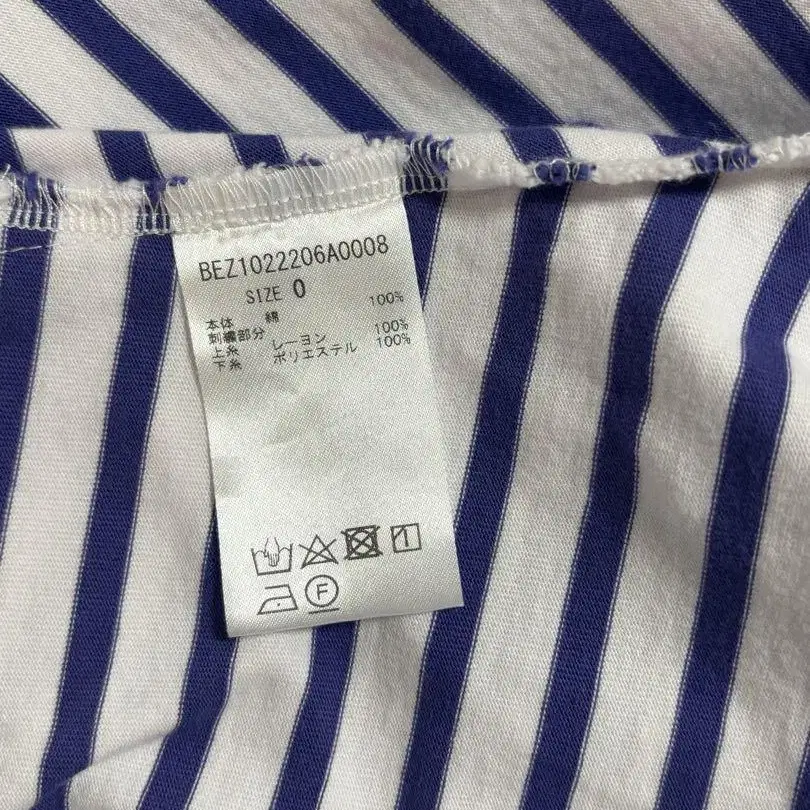 BEZ1022206A0008
SIZE 0
本体 綿 100%
刺繍部分
上糸 レーヨン 100%
下糸 ポリエステル 100%
F